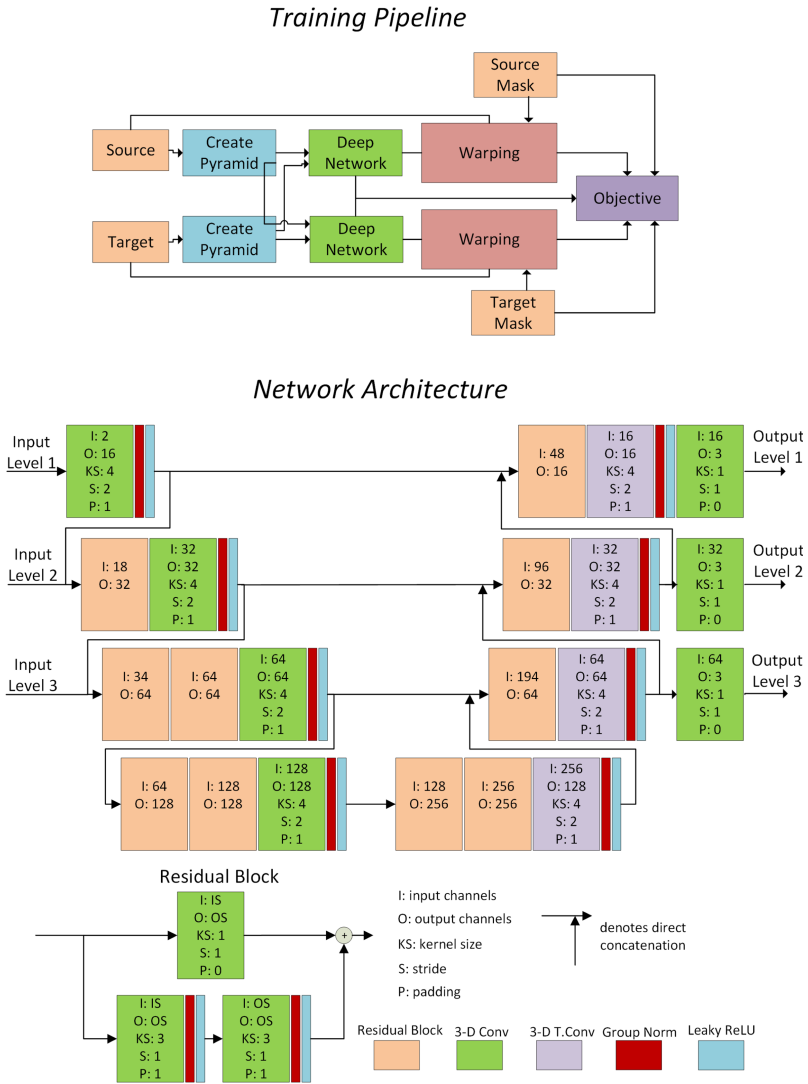 Training Pipeline
Source
Mask
Source
Create
Pyramid
Deep
Network
Warping
Objective
Target
Create
Pyramid
Deep
Network
Warping
Target
Mask
Network Architecture
Input
Level 1
I: 2
O: 16
KS: 4
S: 2
P: 1
I: 48
O: 16
I: 16
O: 16
KS: 4
S: 2
P: 1
I: 16
O: 3
KS: 1
S: 1
P: 0
Output
Level 1
Input
Level 2
I: 18
O: 32
I: 32
O: 32
KS: 4
S: 2
P: 1
I: 96
O: 32
I: 32
O: 32
KS: 4
S: 2
P: 1
I: 32
O: 3
KS: 1
S: 1
P: 0
Output
Level 2
Input
Level 3
I: 34
O: 64
I: 64
O: 64
I: 64
O: 64
KS: 4
S: 2
P: 1
I: 194
O: 64
I: 64
O: 64
KS: 4
S: 2
P: 1
I: 64
O: 3
KS: 1
S: 1
P: 0
Output
Level 3
I: 64
O: 128
I: 128
O: 128
I: 128
O: 128
KS: 4
S: 2
P: 1
I: 128
O: 256
I: 256
O: 256
I: 256
O: 128
KS: 4
S: 2
P: 1
Residual Block
I: IS
O: OS
KS: 1
S: 1
P: 0
+
I: IS
O: OS
KS: 3
S: 1
P: 1
I: OS
O: OS
KS: 3
S: 1
P: 1
I: input channels
O: output channels
KS: kernel size
S: stride
P: padding
denotes direct
concatenation
Residual Block
3-D Conv
3-D T.Conv
Group Norm
Leaky ReLU